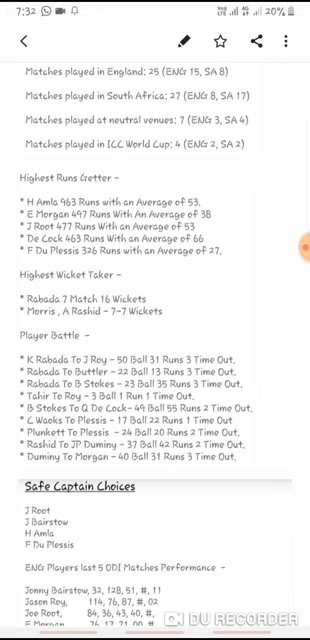 7:32 20%
Matches played in England: 25 (ENG 15, SA 8)
Matches played in South Africa: 27 (ENG 8, SA 17)
Matches played at neutral venues: 7 (ENG 3, SA 4)
Matches played in ICC World Cup: 4 (ENG 2, SA 2)
Highest Runs Getter -
* H Amla 963 Runs with an Average of 53.
* E Morgan 497 Runs With An Average of 38
* J Root 477 Runs With an Average of 53
* De Cock 463 Runs With an Average of 66
* F Du Plessis 326 Runs with an Average of 27.
Highest Wicket Taker -
* Rabada 7 Match 16 Wickets
* Morris , A Rashid - 7-7 Wickets
Player Battle -
* K Rabada To J Roy - 50 Ball 31 Runs 3 Time Out.
* Rabada To Buttler - 22 Ball 13 Runs 3 Time Out.
* Rabada To B Stokes - 23 Ball 35 Runs 3 Time Out.
* Tahir To Roy - 3 Ball 1 Run 1 Time Out.
* B Stokes To Q De Cock- 49 Ball 55 Runs 2 Time Out.
* C Waoks To Plessis - 17 Ball 22 Runs 1 Time Out
* Plunkett To Plessis - 24 Ball 20 Runs 2 Time Out.
* Rashid To JP Duminy - 37 Ball 42 Runs 2 Time Out.
* Duminy To Morgan - 40 Ball 31 Runs 3 Time Out.
Safe Captain Choices
J Root
J Bairstow
H Amla
F Du Plessis
ENG Players last 5 ODI Matches Performance -
Jonny Bairstow, 32, 128, 51, #, 11
Jason Roy, 114, 76, 87, #, 02
Joe Root, 84, 36, 43, 40, #,
E Morgan 76, 17, 71, 00, #,
DU RECORDER